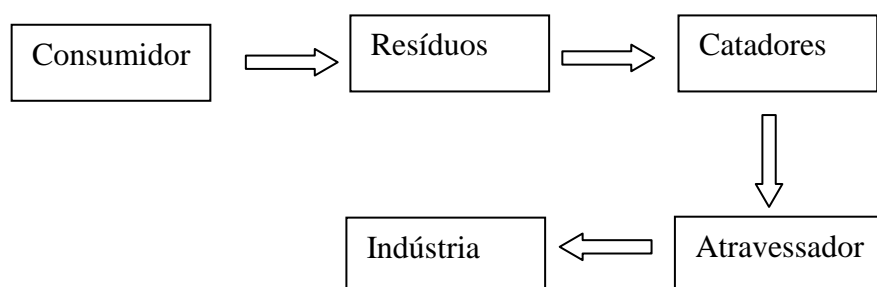 Consumidor
Resíduos
Catadores
Atravessador
Indústria